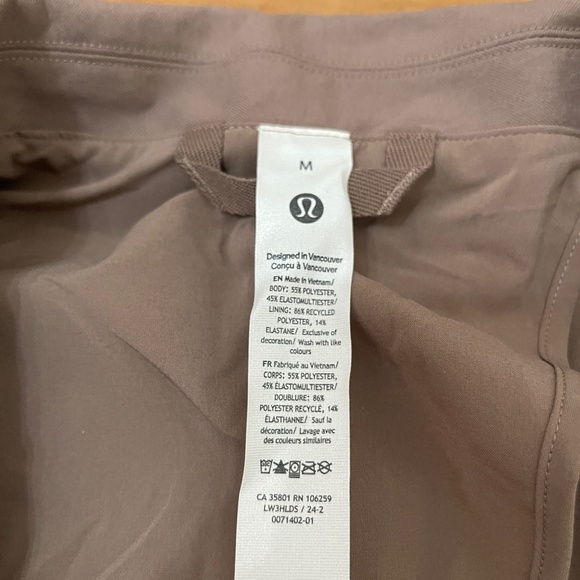 M
Designed in Vancouver
Conçu à Vancouver
EN Made in Vietnam/
BODY: 55% POLYESTER,
45% ELASTOMULTIESTER/
LINING: 86% RECYCLED
POLYESTER, 14%
ELASTANE/ Exclusive of
decoration/ Wash with like
colours
FR Fabriqué au Vietnam/
CORPS: 55% POLYESTER,
45% ÉLASTOMULTIESTER/
DOUBLURE: 86%
POLYESTER RECYCLÉ, 14%
ÉLASTHANNE/ Sauf la
décoration/ Lavage avec
des couleurs similaires
CA 35801 RN 106259
LW3HLDS / 24-2
0071402-01